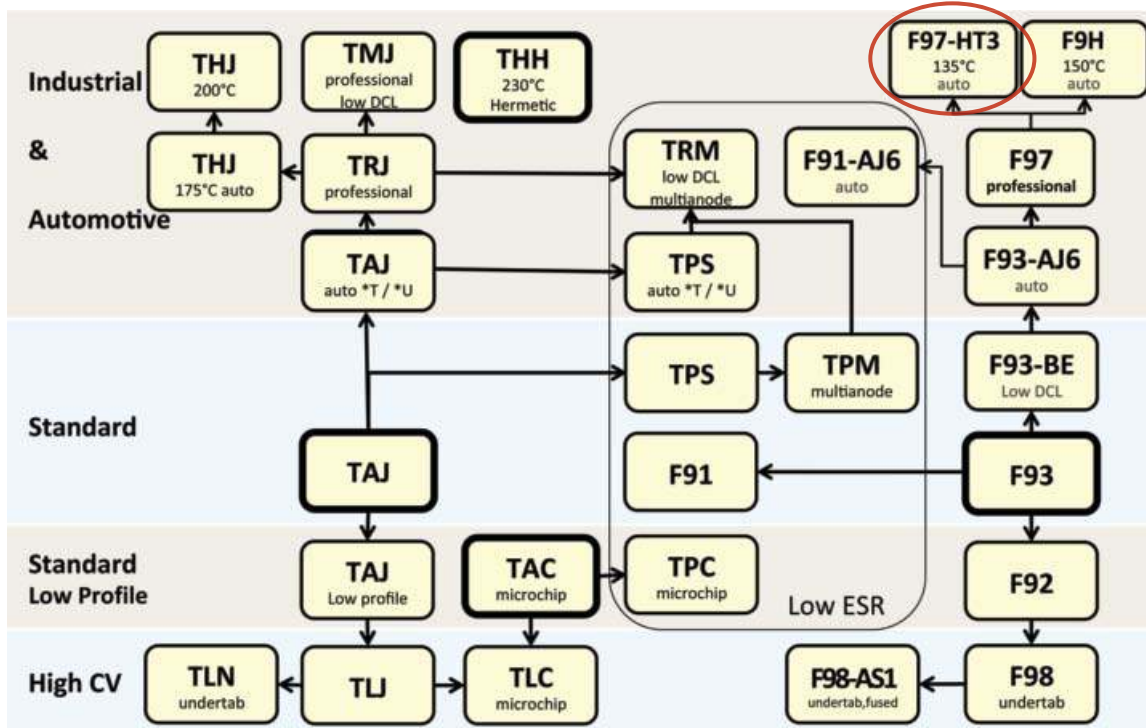 Industrial
&
Automotive
THJ
200°C
TMJ
professional
low DCL
THH
230°C
Hermetic
F97-HT3
135°C
auto
F9H
150°C
auto
THJ
175°C auto
TRJ
professional
TRM
low DCL
multianode
F91-AJ6
auto
F97
professional
TAJ
auto *T / *U
TPS
auto *T / *U
F93-AJ6
auto
Standard
TPS
TPM
multianode
F93-BE
Low DCL
TAJ
F91
F93
Standard
Low Profile
TAJ
Low profile
TAC
microchip
TPC
microchip
Low ESR
F92
High CV
TLN
undertab
TLJ
TLC
microchip
F98-AS1
undertab,fused
F98
undertab